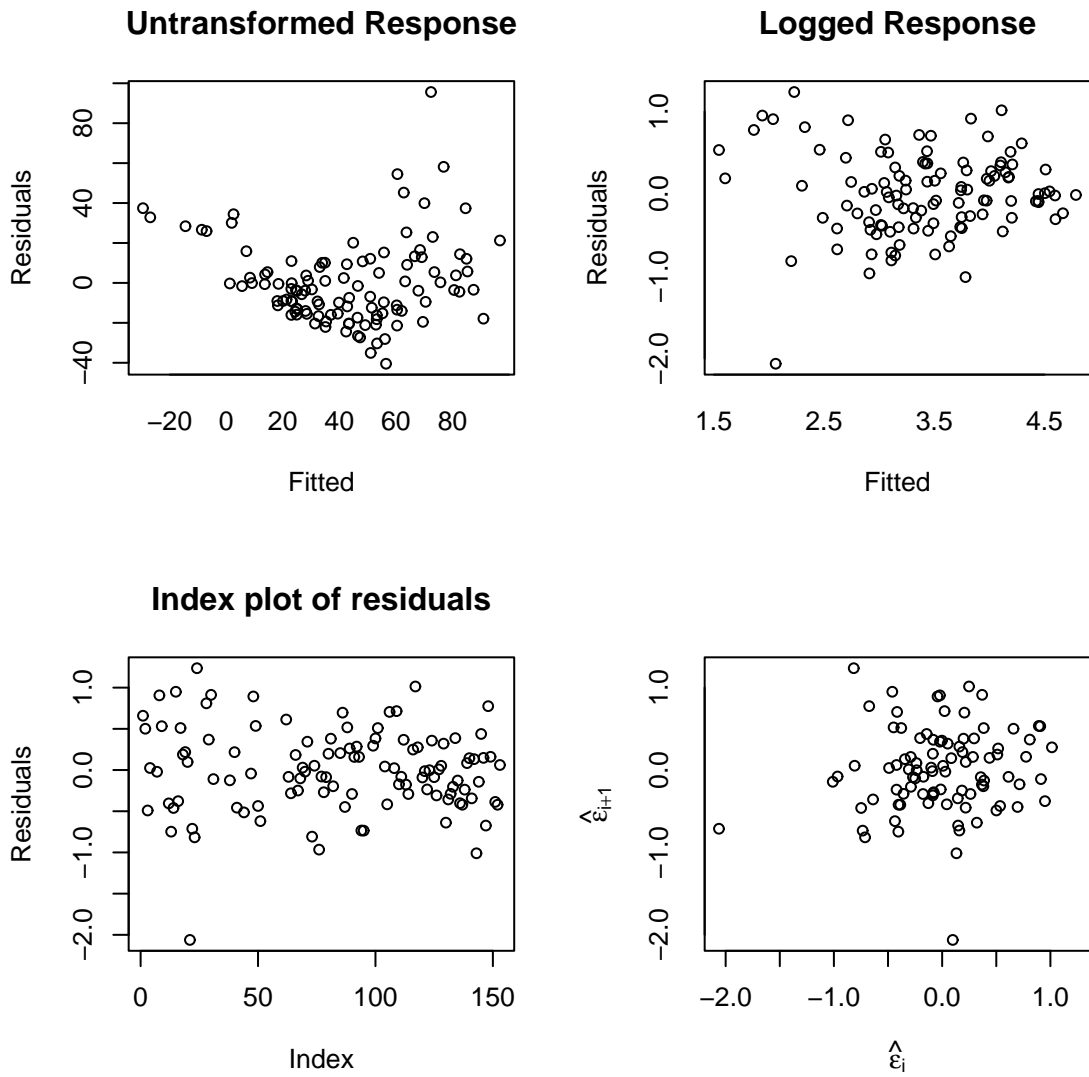 Untransformed Response
Residuals
80
40
0
−40
−20 0 20 40 60 80
Fitted
Logged Response
Residuals
1.0
0.0
−1.0
−2.0
1.5 2.5 3.5 4.5
Fitted
Index plot of residuals
Residuals
1.0
0.0
−1.0
−2.0
0 50 100 150
Index
ε̂i+1
1.0
0.0
−1.0
−2.0
−2.0 −1.0 0.0 1.0
ε̂i